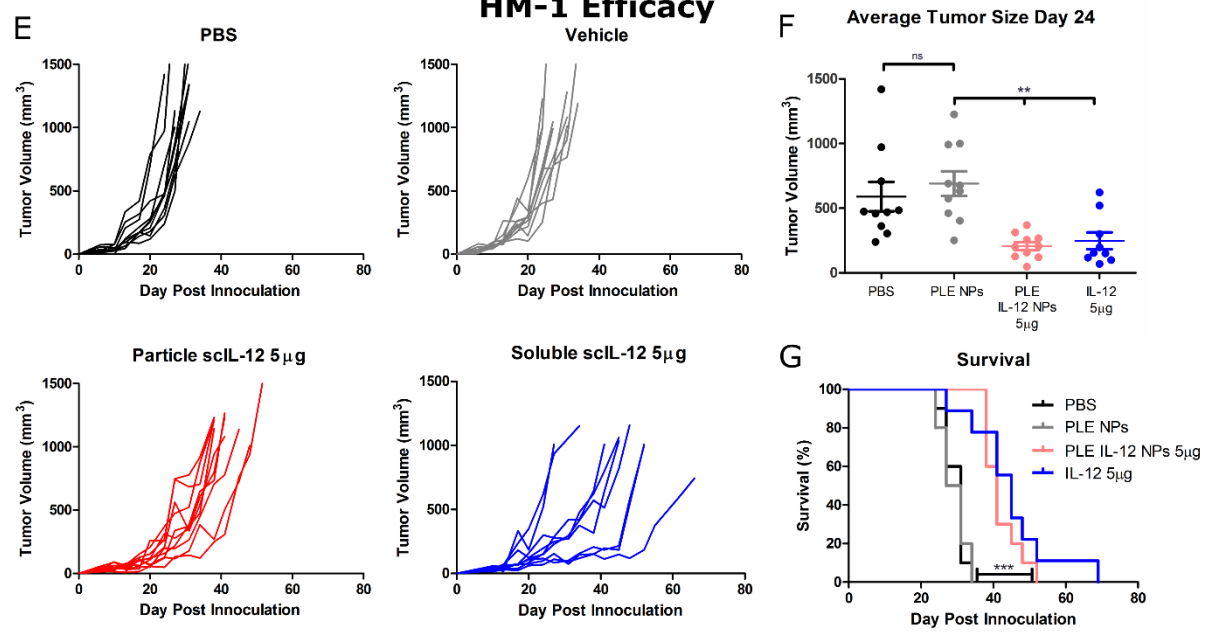 HM-1 Efficacy
E
PBS
Tumor Volume (mm³)
1500
1000
500
0
0 20 40 60 80
Day Post Innoculation
Vehicle
Tumor Volume (mm³)
1500
1000
500
0
0 20 40 60 80
Day Post Innoculation
Particle scIL-12 5µg
Tumor Volume (mm³)
1500
1000
500
0
0 20 40 60 80
Day Post Innoculation
Soluble scIL-12 5µg
Tumor Volume (mm³)
1500
1000
500
0
0 20 40 60 80
Day Post Innoculation
F
Average Tumor Size Day 24
ns
**
Tumor Volume (mm³)
1500
1000
500
0
PBS PLE NPs PLE IL-12
IL-12 NPs 5µg
5µg
G
Survival
Survival (%)
100
80
60
40
20
0
PBS
PLE NPs
PLE IL-12 NPs 5µg
IL-12 5µg
***
0 20 40 60 80
Day Post Innoculation